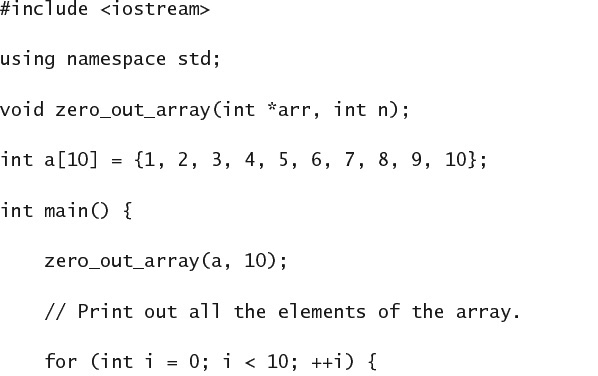 #include <iostream>
using namespace std;
void zero_out_array(int *arr, int n);
int a[10] = {1, 2, 3, 4, 5, 6, 7, 8, 9, 10};
int main() {
    zero_out_array(a, 10);
    // Print out all the elements of the array.
    for (int i = 0; i < 10; ++i) {